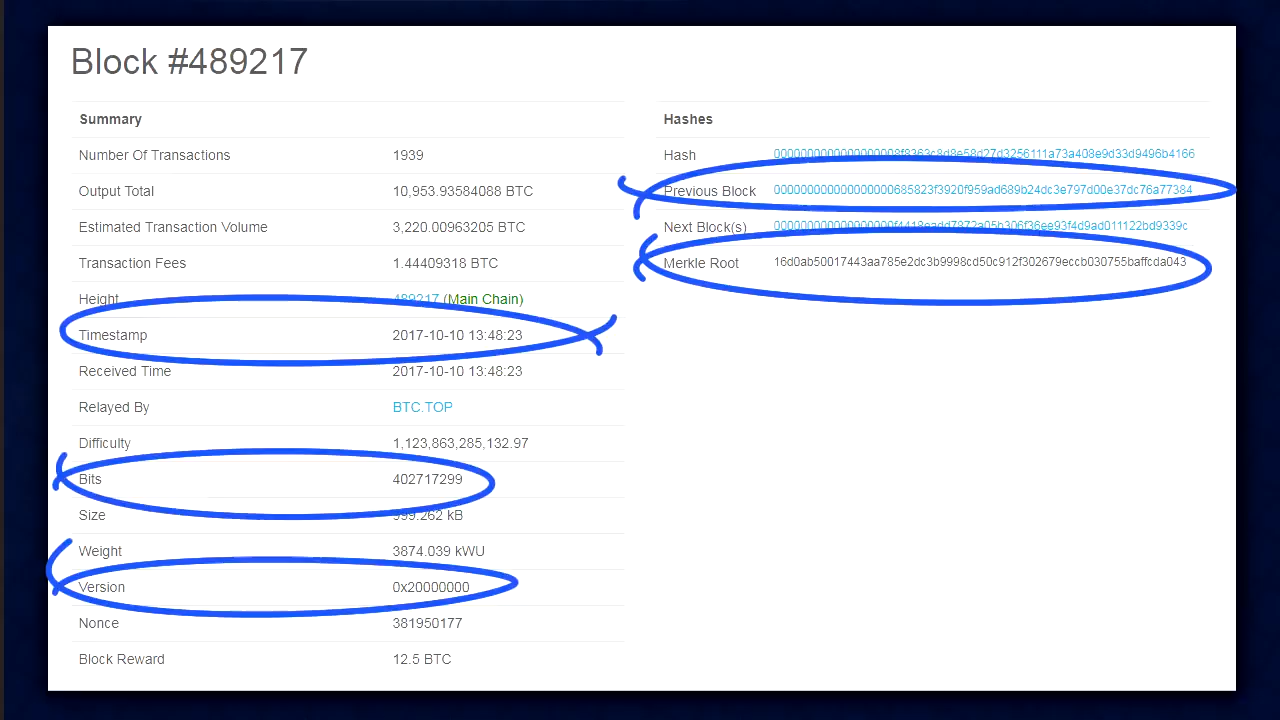 Block #489217
Summary
Number Of Transactions 1939
Output Total 10,953.93584088 BTC
Estimated Transaction Volume 3,220.00963205 BTC
Transaction Fees 1.44409318 BTC
Height 489217 (Main Chain)
Timestamp 2017-10-10 13:48:23
Received Time 2017-10-10 13:48:23
Relayed By BTC.TOP
Difficulty 1,123,863,285,132.97
Bits 402717299
Size 999.262 kB
Weight 3874.039 kWU
Version 0x20000000
Nonce 381950177
Block Reward 12.5 BTC
Hashes
Hash
Previous Block 0000000000000000000685823f3920f959ad689b24dc3e797d00e37dc76a77384
Next Block(s)
Merkle Root 16d0ab50017443aa785e2dc3b9998cd50c912f302679eccb030755baffcda043